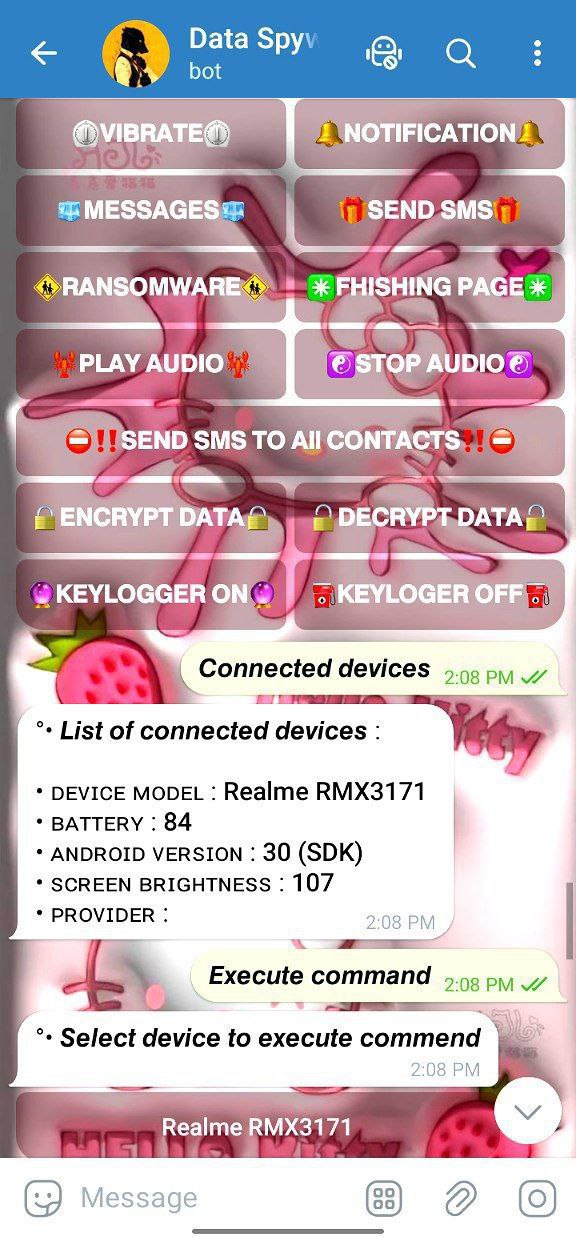 Data Spyw
bot
VIBRATE
NOTIFICATION
MESSAGES
SEND SMS
RANSOMWARE
FHISHING PAGE
PLAY AUDIO
STOP AUDIO
SEND SMS TO All CONTACTS
ENCRYPT DATA
DECRYPT DATA
KEYLOGGER ON
KEYLOGER OFF
Connected devices 2:08 PM
°• List of connected devices :
• DEVICE MODEL : Realme RMX3171
• BATTERY : 84
• ANDROID VERSION : 30 (SDK)
• SCREEN BRIGHTNESS : 107
• PROVIDER :
2:08 PM
Execute command 2:08 PM
°• Select device to execute commend
2:08 PM
Realme RMX3171
HELLO Kitty
Message